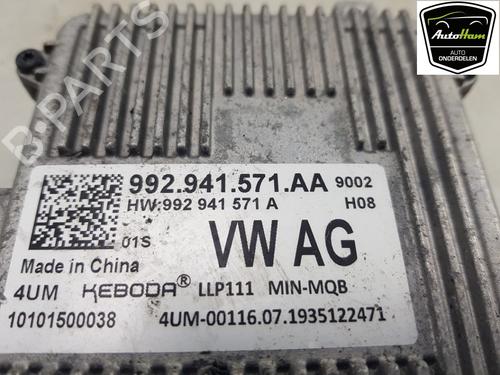 AutoHam
AUTO
ONDERDELEN
B-PARTS
992.941.571.AA 9002
HW:992 941 571 A H08
01S VW AG
Made in China
4UM KEBODA® LLP111 MIN-MQB
10101500038 4UM-00116.07.1935122471